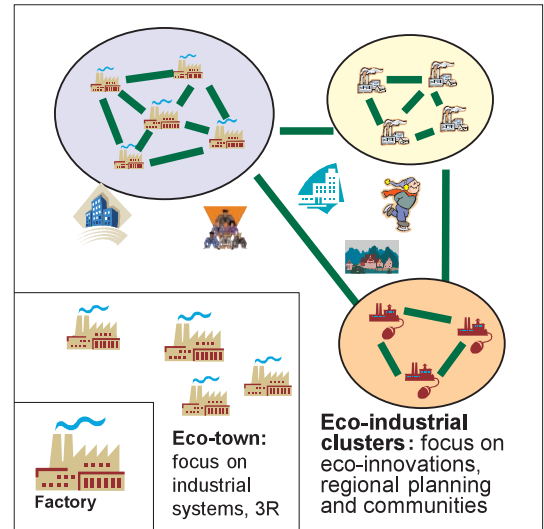 Factory
Eco-town:
focus on
industrial
systems, 3R
Eco-industrial
clusters: focus on
eco-innovations,
regional planning
and communities